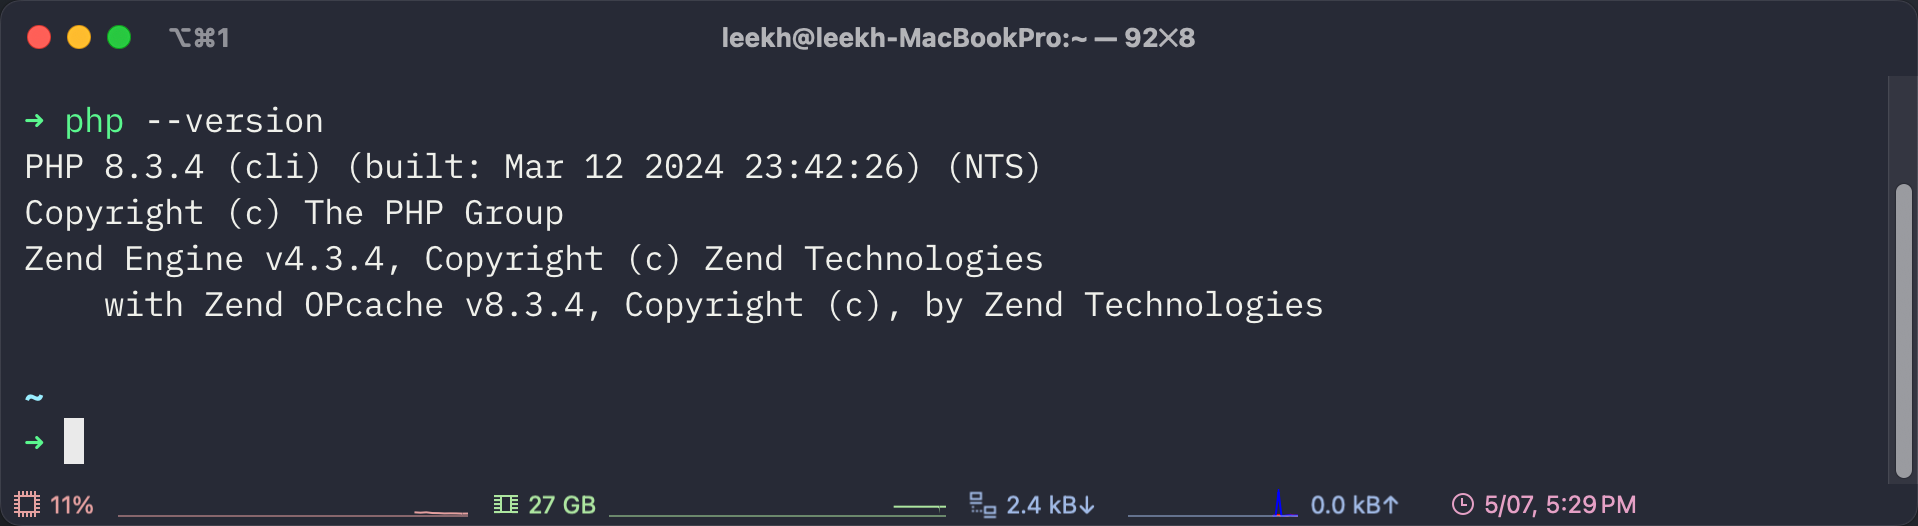 ⌥⌘1 leekh@leekh-MacBookPro:~ — 92×8
➜ php --version
PHP 8.3.4 (cli) (built: Mar 12 2024 23:42:26) (NTS)
Copyright (c) The PHP Group
Zend Engine v4.3.4, Copyright (c) Zend Technologies
    with Zend OPcache v8.3.4, Copyright (c), by Zend Technologies
~
➜
11% 27 GB 2.4 kB↓ 0.0 kB↑ 5/07, 5:29 PM